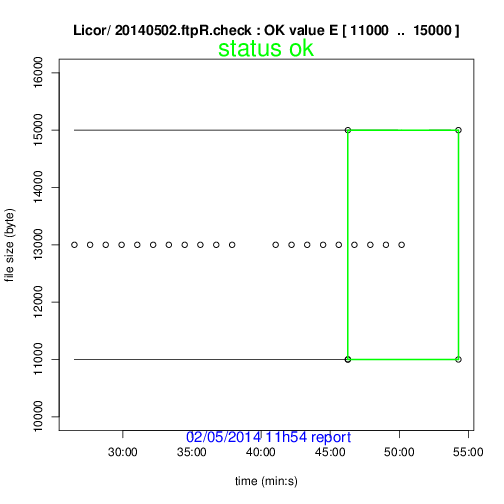 Licor/ 20140502.ftpR.check : OK value E [ 11000 .. 15000 ]
status ok
file size (byte)
16000
15000
14000
13000
12000
11000
10000
02/05/2014 11h54 report
30:00 35:00 40:00 45:00 50:00 55:00
time (min:s)